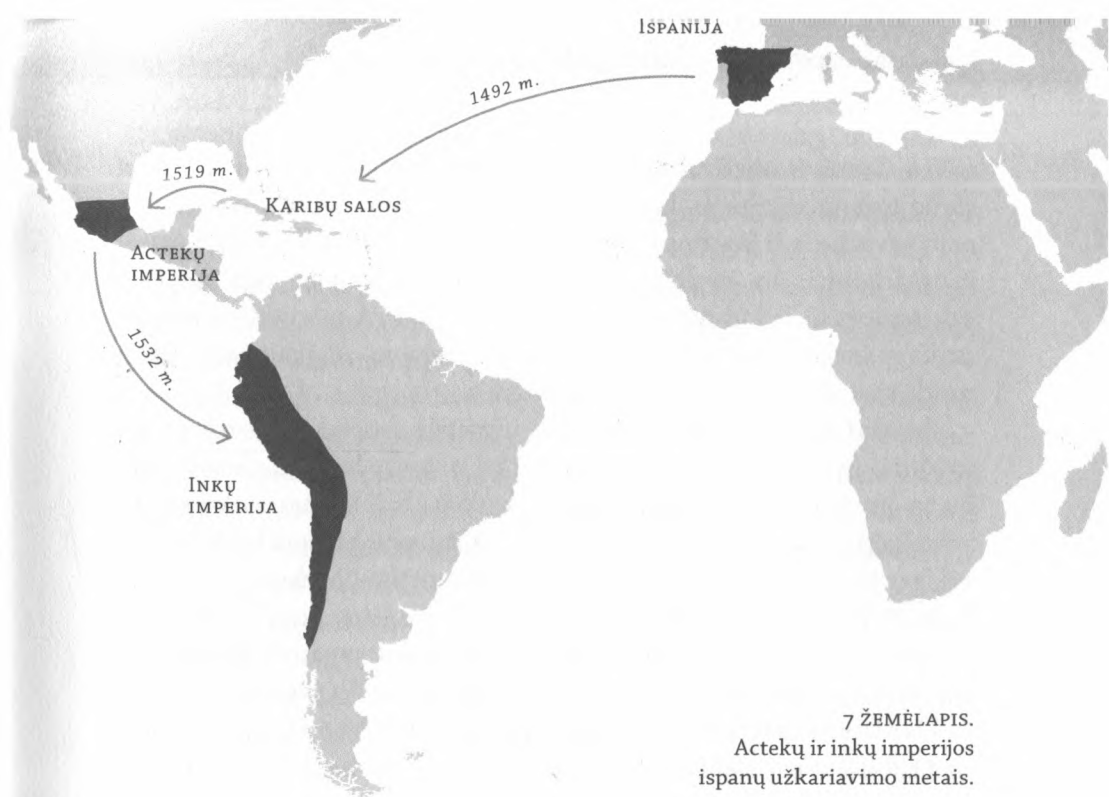 ISPANIJA
1492 m.
1519 m.
KARIBŲ SALOS
ACTEKŲ
IMPERIJA
1532 m.
INKŲ
IMPERIJA
7 ŽEMĖLAPIS.
Actekų ir inkų imperijos
ispanų užkariavimo metais.